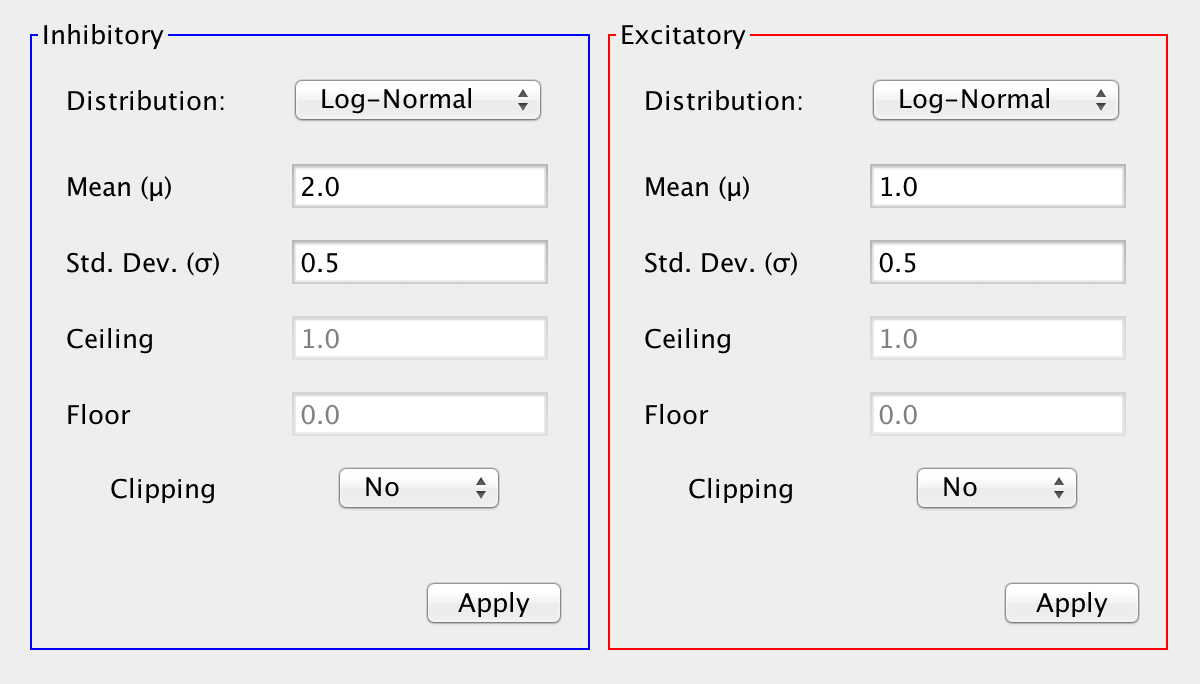 Inhibitory
Distribution: Log-Normal
Mean (μ) 2.0
Std. Dev. (σ) 0.5
Ceiling 1.0
Floor 0.0
Clipping No
Apply
Excitatory
Distribution: Log-Normal
Mean (μ) 1.0
Std. Dev. (σ) 0.5
Ceiling 1.0
Floor 0.0
Clipping No
Apply